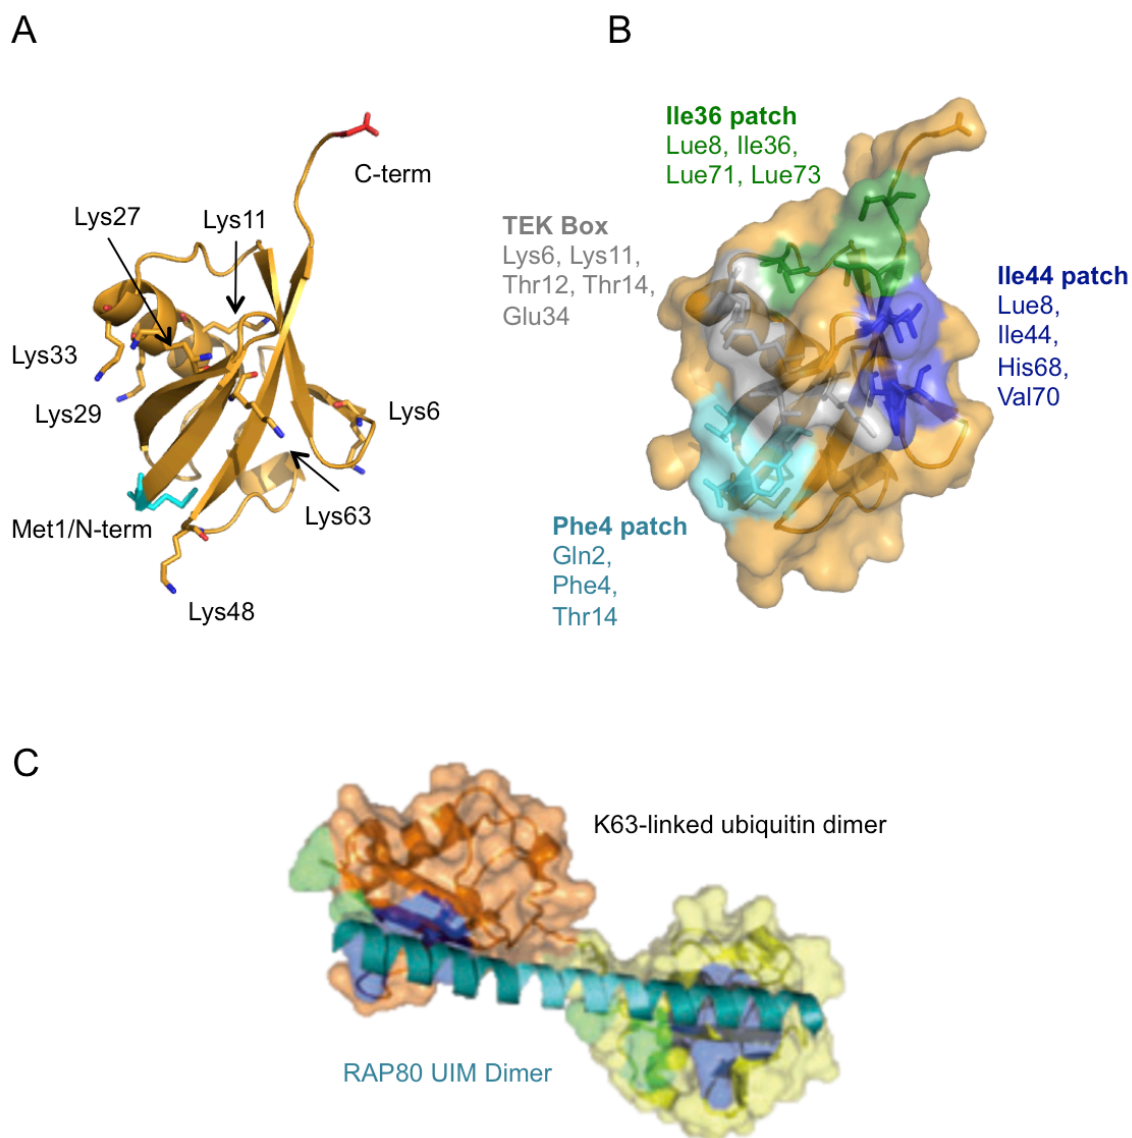 A
C-term
Lys27
Lys11
Lys33
Lys29
Lys6
Lys63
Met1/N-term
Lys48
B
Ile36 patch
Lue8, Ile36,
Lue71, Lue73
TEK Box
Lys6, Lys11,
Thr12, Thr14,
Glu34
Ile44 patch
Lue8,
Ile44,
His68,
Val70
Phe4 patch
Gln2,
Phe4,
Thr14
C
K63-linked ubiquitin dimer
RAP80 UIM Dimer